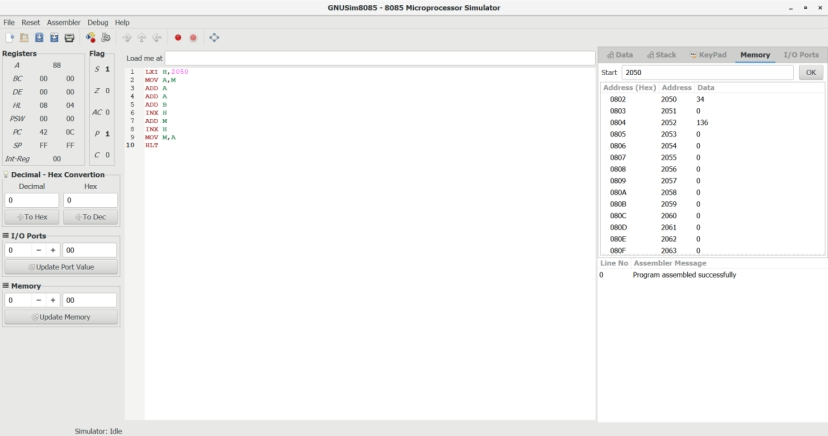 GNUSim8085 - 8085 Microprocessor Simulator
File Reset Assembler Debug Help
Registers
A 88
BC 00 00
DE 00 00
HL 08 04
PSW 00 00
PC 42 0C
SP FF FF
Int-Reg 00
Flag
S 1
Z 0
AC 0
P 1
C 0
Decimal - Hex Convertion
Decimal Hex
0 0
To Hex To Dec
I/O Ports
0 - + 00
Update Port Value
Memory
0 - + 00
Update Memory
Load me at
1 LXI H,2050
2 MOV A,M
3 ADD A
4 ADD A
5 ADD B
6 INX H
7 ADD M
8 INX H
9 MOV M,A
10 HLT
Data Stack KeyPad Memory I/O Ports
Start 2050 OK
Address (Hex) Address Data
0802 2050 34
0803 2051 0
0804 2052 136
0805 2053 0
0806 2054 0
0807 2055 0
0808 2056 0
0809 2057 0
080A 2058 0
080B 2059 0
080C 2060 0
080D 2061 0
080E 2062 0
080F 2063 0
Line No Assembler Message
0 Program assembled successfully
Simulator: Idle